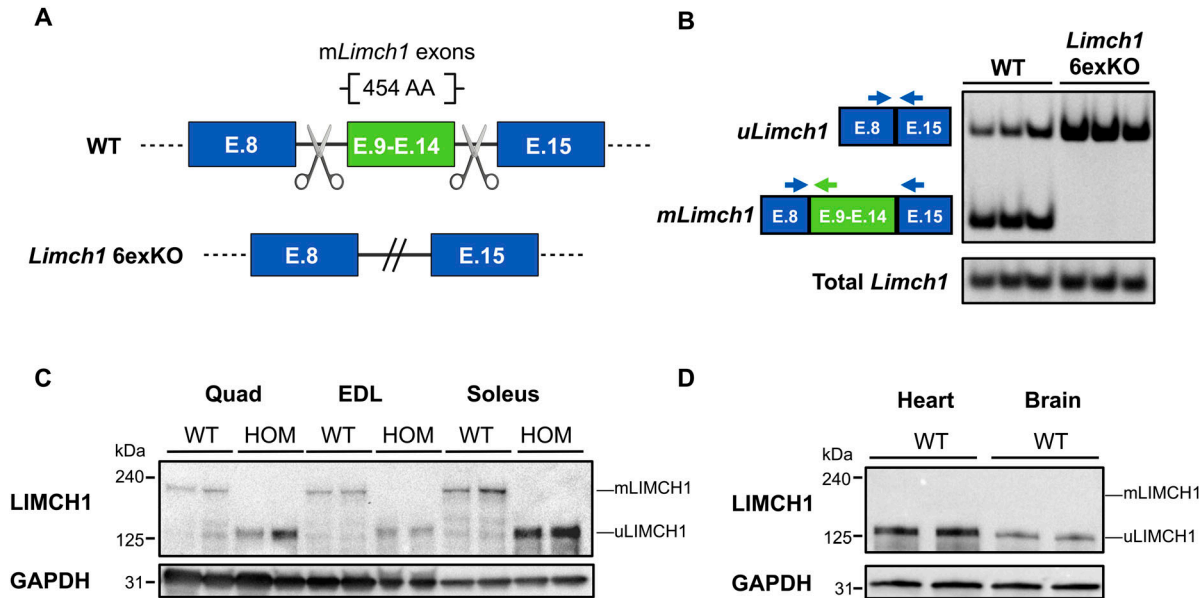 A
mLimch1 exons
454 AA
WT
E.8
E.9-E.14
E.15
Limch1 6exKO
E.8
E.15
B
WT
Limch1
6exKO
uLimch1
E.8
E.15
mLimch1
E.8
E.9-E.14
E.15
Total Limch1
C
Quad
EDL
Soleus
WT
HOM
WT
HOM
WT
HOM
kDa
240
LIMCH1
125
mLIMCH1
uLIMCH1
GAPDH
31
D
Heart
Brain
WT
WT
kDa
240
LIMCH1
125
mLIMCH1
uLIMCH1
GAPDH
31